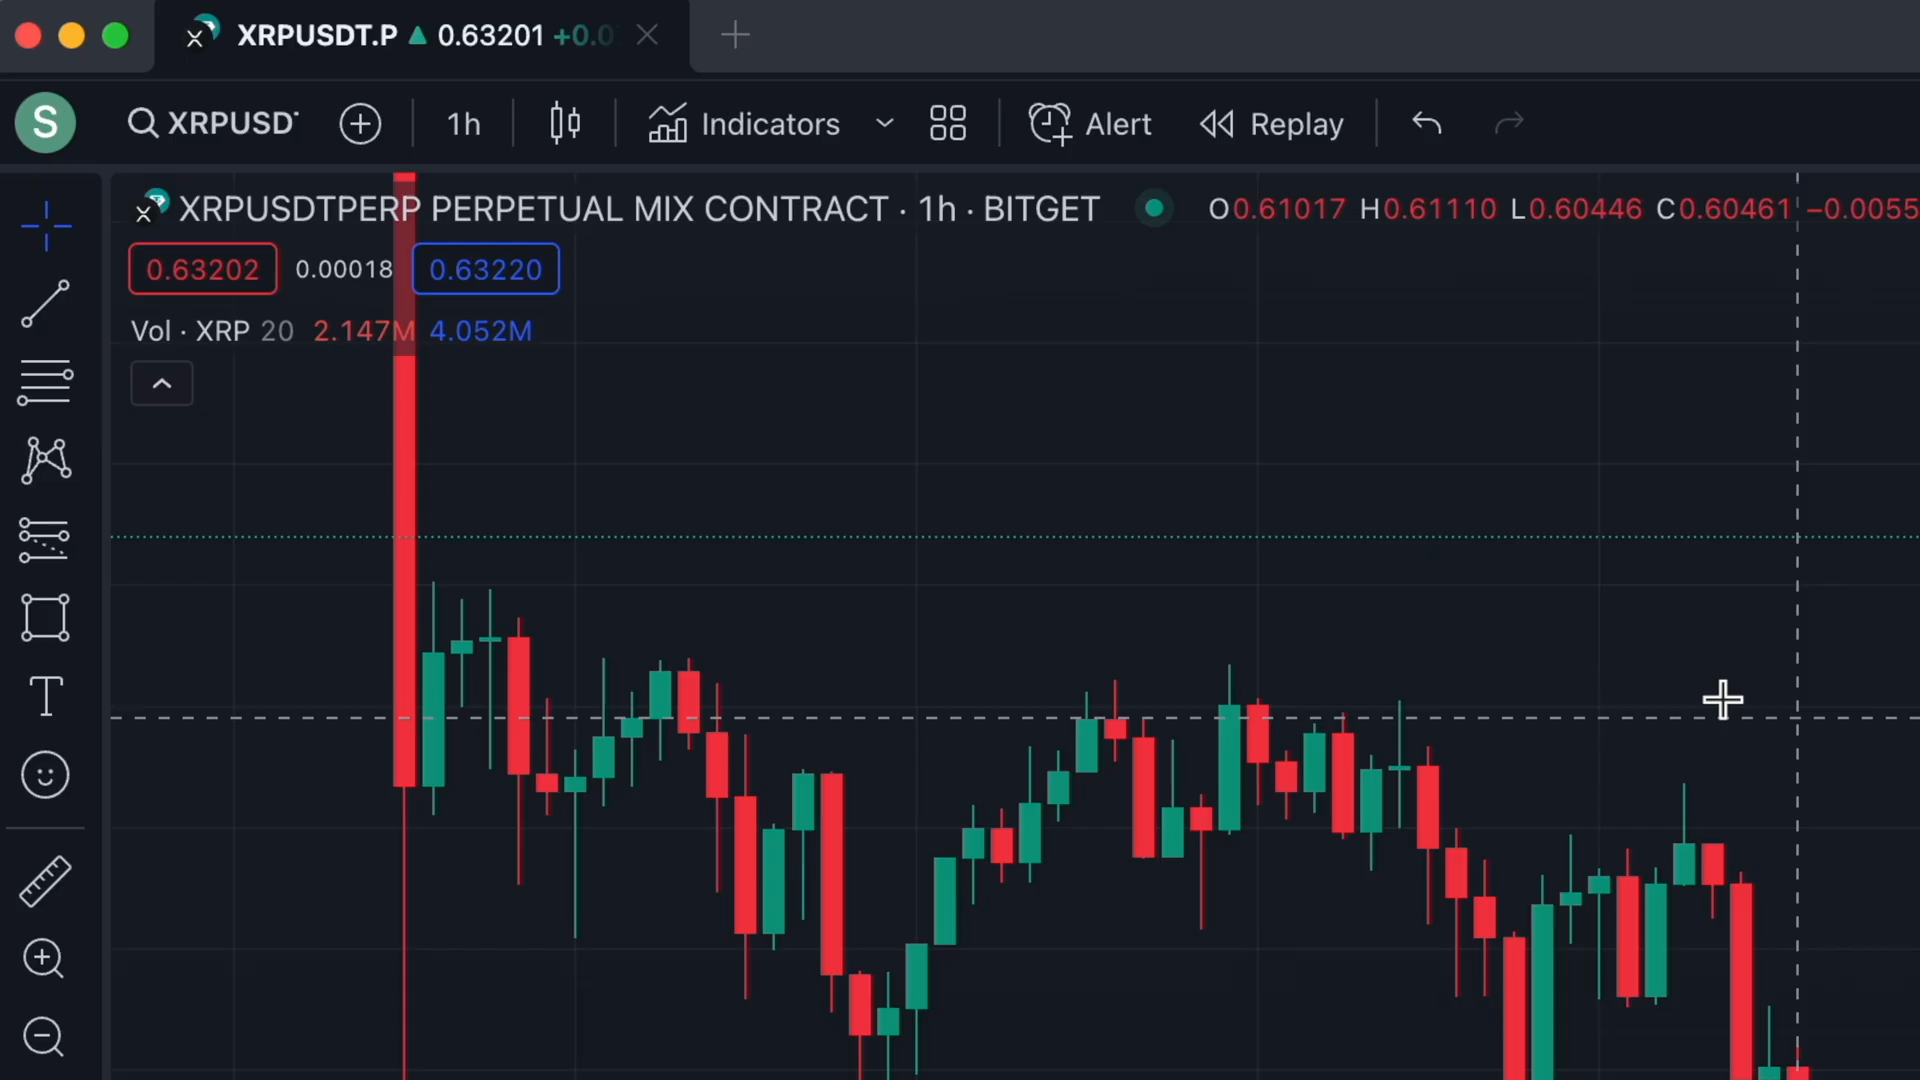 XRPUSDT.P ▲ 0.63201 +0.0
S XRPUSDT 1h Indicators Alert Replay
XRPUSDTPERP PERPETUAL MIX CONTRACT · 1h · BITGET O0.61017 H0.61110 L0.60446 C0.60461 −0.0055
0.63202 0.00018 0.63220
Vol · XRP 20 2.147M 4.052M